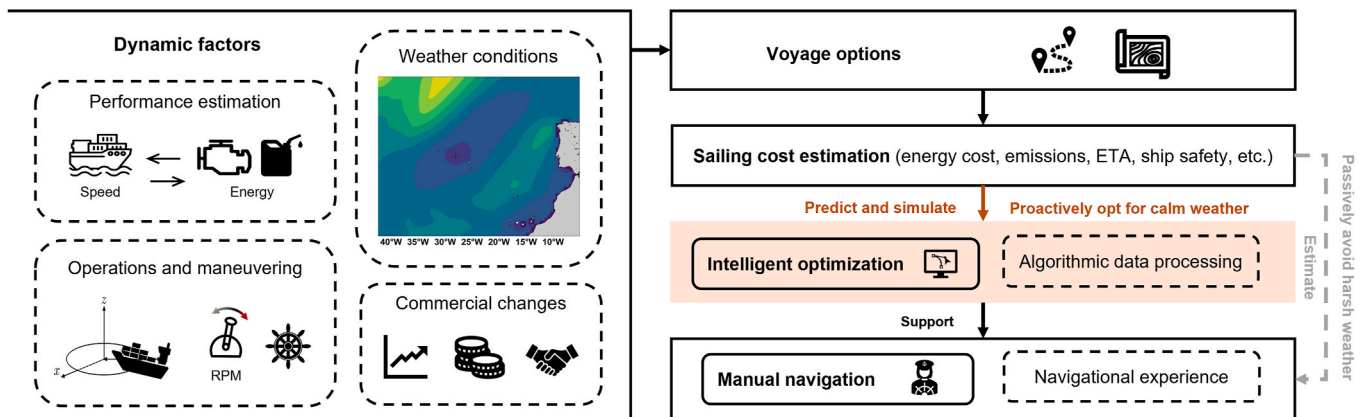 Dynamic factors
Performance estimation
Speed
Energy
Operations and maneuvering
z
x
RPM
Weather conditions
40°W 35°W 30°W 25°W 20°W 15°W 10°W
Commercial changes
Voyage options
Sailing cost estimation (energy cost, emissions, ETA, ship safety, etc.)
Predict and simulate
Proactively opt for calm weather
Intelligent optimization
Algorithmic data processing
Support
Manual navigation
Navigational experience
Estimate
Passively avoid harsh weather